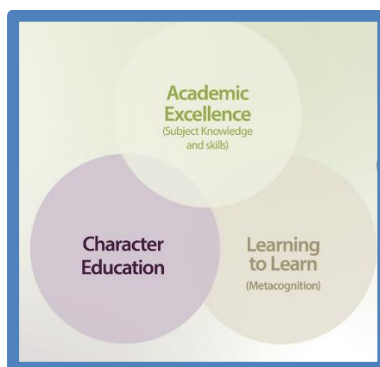 Academic
Excellence
(Subject Knowledge
and skills)
Character
Education
Learning
to Learn
(Metacognition)